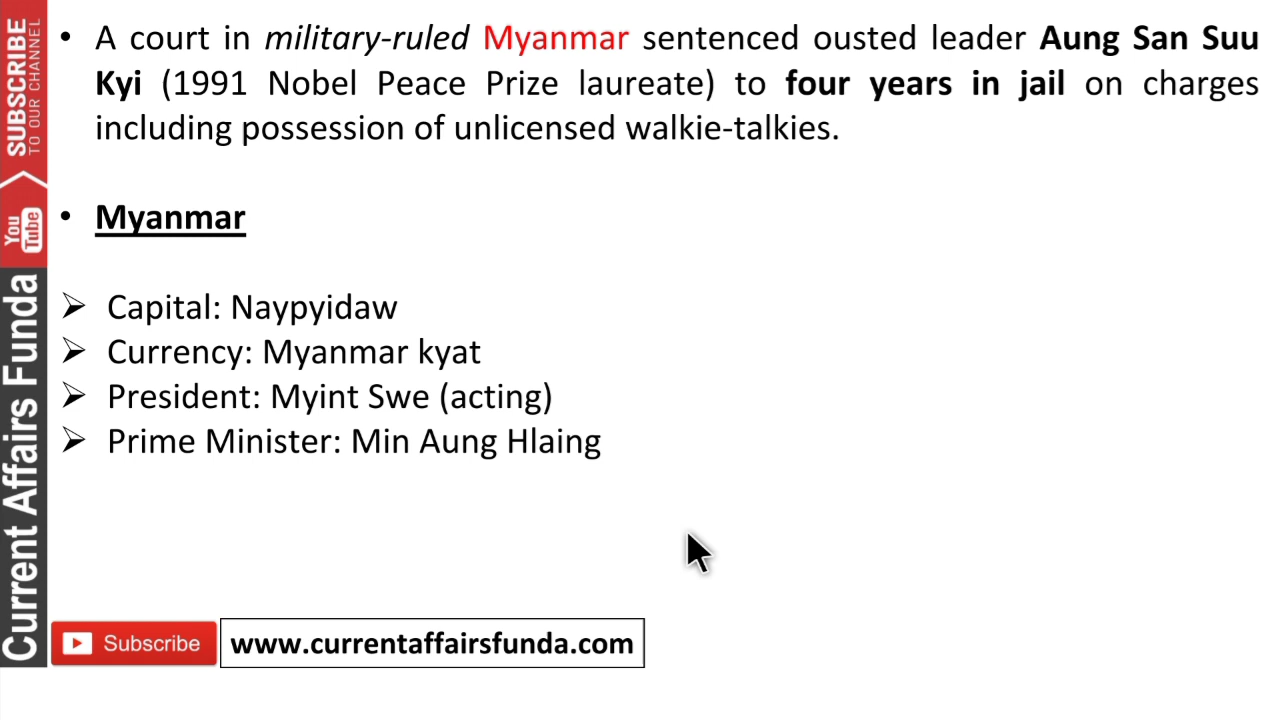 • A court in military-ruled Myanmar sentenced ousted leader Aung San Suu
Kyi (1991 Nobel Peace Prize laureate) to four years in jail on charges
including possession of unlicensed walkie-talkies.
• Myanmar
➢ Capital: Naypyidaw
➢ Currency: Myanmar kyat
➢ President: Myint Swe (acting)
➢ Prime Minister: Min Aung Hlaing
SUBSCRIBE
TO OUR CHANNEL
You
Tube
Current Affairs Funda
Subscribe
www.currentaffairsfunda.com